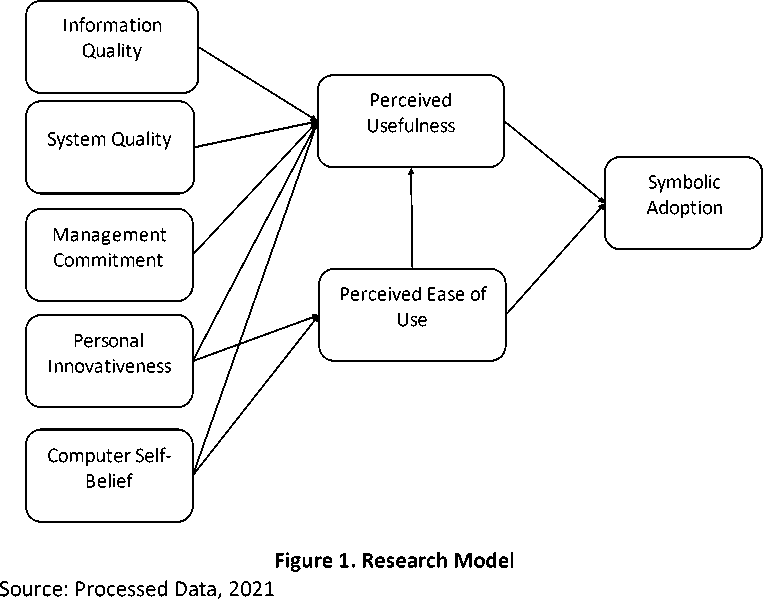 Information
Quality
System Quality
Management
Commitment
Personal
Innovativeness
Computer Self-
Belief
Perceived
Usefulness
Perceived Ease of
Use
Symbolic
Adoption
Figure 1. Research Model
Source: Processed Data, 2021